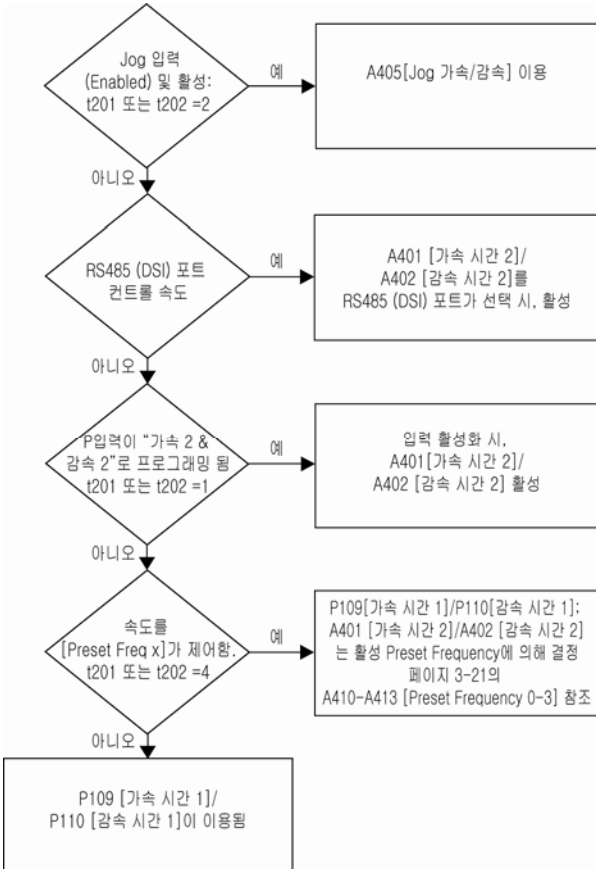 Jog 입력
(Enabled) 및 활성:
t201 또는 t202 =2
예
A405[Jog 가속/감속] 이용
아니오
RS485 (DSI) 포트
컨트롤 속도
예
A401 [가속 시간 2]/
A402 [감속 시간 2]를
RS485 (DSI) 포트가 선택 시, 활성
아니오
P입력이 “가속 2 &
감속 2”로 프로그래밍 됨
t201 또는 t202 =1
예
입력 활성화 시,
A401[가속 시간 2]/
A402 [감속 시간 2] 활성
아니오
속도를
[Preset Freq x]가 제어함.
t201 또는 t202 =4
예
P109[가속 시간 1]/P110[감속 시간 1];
A401 [가속 시간 2]/A402 [감속 시간 2]
는 활성 Preset Frequency에 의해 결정
페이지 3-21의
A410-A413 [Preset Frequency 0-3] 참조
아니오
P109 [가속 시간 1]/
P110 [감속 시간 1]이 이용됨